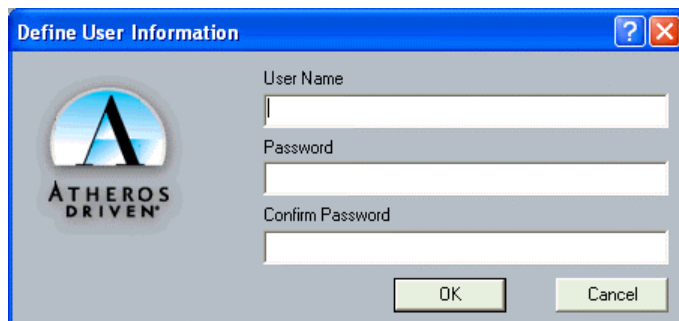 Define User Information
?
User Name
Password
Confirm Password
ATHEROS
DRIVEN®
OK
Cancel